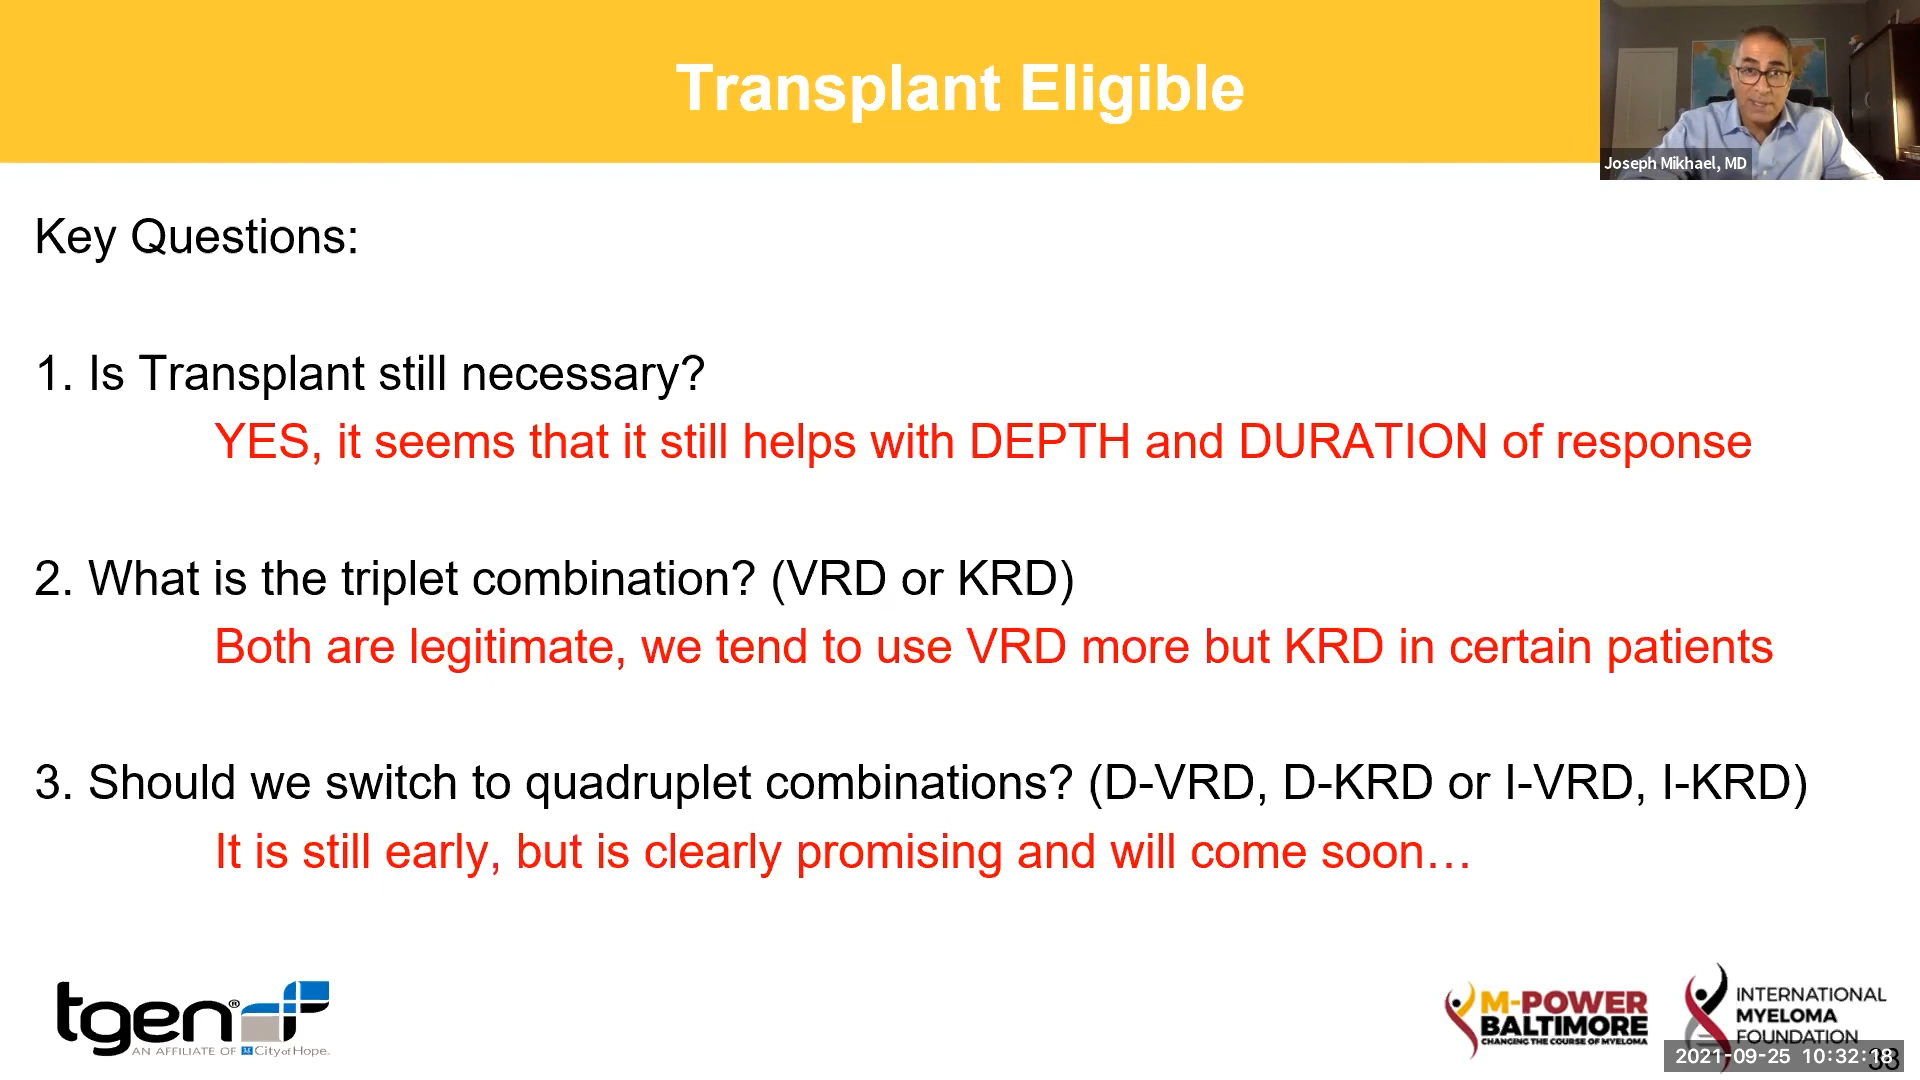 Transplant Eligible
Joseph Mikhael, MD
Key Questions:
1. Is Transplant still necessary?
YES, it seems that it still helps with DEPTH and DURATION of response
2. What is the triplet combination? (VRD or KRD)
Both are legitimate, we tend to use VRD more but KRD in certain patients
3. Should we switch to quadruplet combinations? (D-VRD, D-KRD or I-VRD, I-KRD)
It is still early, but is clearly promising and will come soon…
tgen®
AN AFFILIATE OF City of Hope.
M-POWER
BALTIMORE
CHANGING THE COURSE OF MYELOMA
INTERNATIONAL
MYELOMA
FOUNDATION
2021-09-25 10:32:18
33